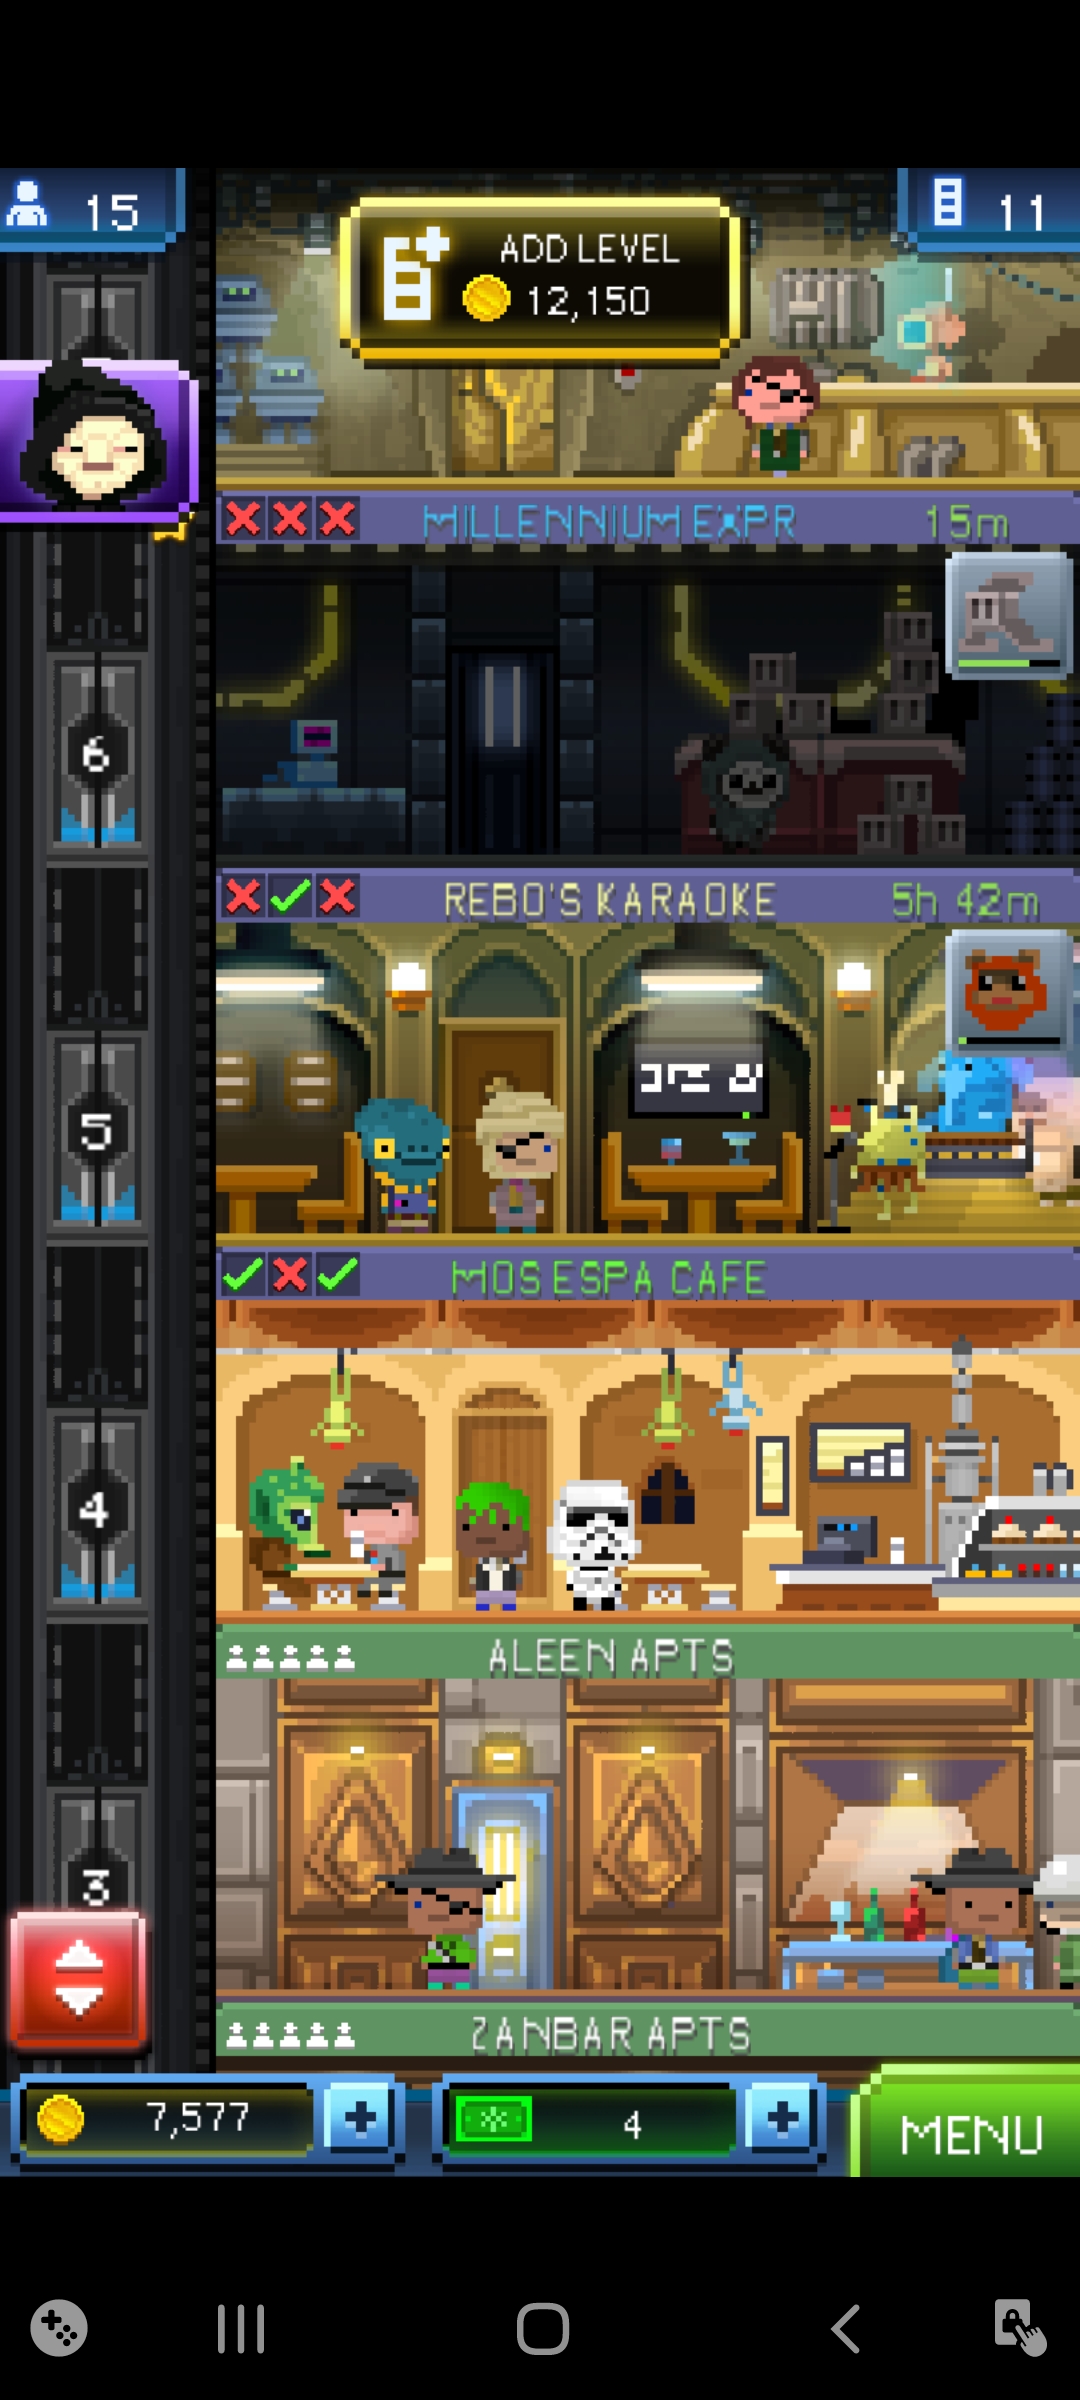 15
11
ADD LEVEL
12,150
MILLENNIUM EXPR 15m
6
REBO'S KARAOKE 5h 42m
5
MOS ESPA CAFE
4
ALEEN APTS
3
ZANBAR APTS
7,577
4
MENU